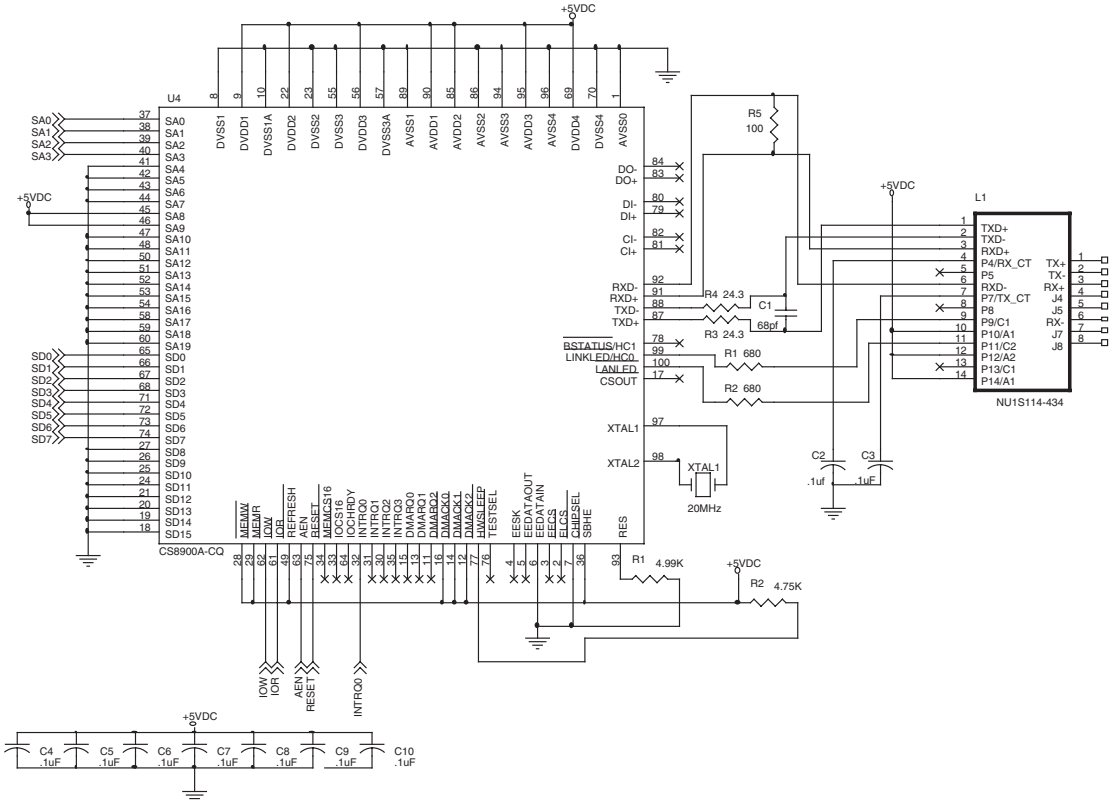 +5VDC
U4
8 9 10 22 23 55 56 57 89 90 85 86 94 95 96 69 70 1
DVSS1 DVDD1 DVSS1A DVDD2 DVSS2 DVSS3 DVDD3 DVSS3A AVSS1 AVDD1 AVDD2 AVSS2 AVSS3 AVDD3 AVSS4 DVDD4 DVSS4 AVSS0
SA0 37 SA0
SA1 38 SA1
SA2 39 SA2
SA3 40 SA3
41 SA4
42 SA5
43 SA6
44 SA7
+5VDC
45 SA8
46 SA9
47 SA10
48 SA11
50 SA12
51 SA13
52 SA14
53 SA15
54 SA16
58 SA17
59 SA18
60 SA19
SD0 65 SD0
SD1 66 SD1
SD2 67 SD2
SD3 68 SD3
SD4 71 SD4
SD5 72 SD5
SD6 73 SD6
SD7 74 SD7
27 SD8
26 SD9
25 SD10
24 SD11
21 SD12
20 SD13
19 SD14
18 SD15
CS8900A-CQ
DO- 84
DO+ 83
DI- 80
DI+ 79
CI- 82
CI+ 81
RXD- 92
RXD+ 91
TXD- 88
TXD+ 87
BSTATUS/HC1 78
LINKLED/HC0 99
LANLED 100
CSOUT 17
XTAL1 97
XTAL2 98
R5
100
R4 24.3
C1
68pf
R3 24.3
R1 680
R2 680
XTAL1
20MHz
+5VDC
L1
1 TXD+
2 TXD-
3 RXD+
4 P4/RX_CT
5 P5
6 RXD-
7 P7/TX_CT
8 P8
9 P9/C1
10 P10/A1
11 P11/C2
12 P12/A2
13 P13/C1
14 P14/A1
TX+ 1
TX- 2
RX+ 3
J4 4
J5 5
RX- 6
J7 7
J8 8
NU1S114-434
C2
.1uf
C3
.1uF
MEMW MEMR IOW IOR REFRESH AEN RESET MEMCS16 IOCS16 IOCHRDY INTRQ0 INTRQ1 INTRQ2 INTRQ3 DMARQ0 DMARQ1 DMARQ2 DMACK0 DMACK1 DMACK2 HWSLEEP TESTSEL EESK EEDATAOUT EEDATAIN EECS ELCS CHIPSEL SBHE RES
28 29 62 61 49 63 75 34 33 64 32 31 30 35 15 13 11 16 14 12 77 76 4 5 6 3 2 7 36 93
R1 4.99K
+5VDC
R2 4.75K
IOW IOR AEN RESET INTRQ0
+5VDC
C4 C5 C6 C7 C8 C9 C10
.1uF .1uF .1uF .1uF .1uF .1uF .1uF